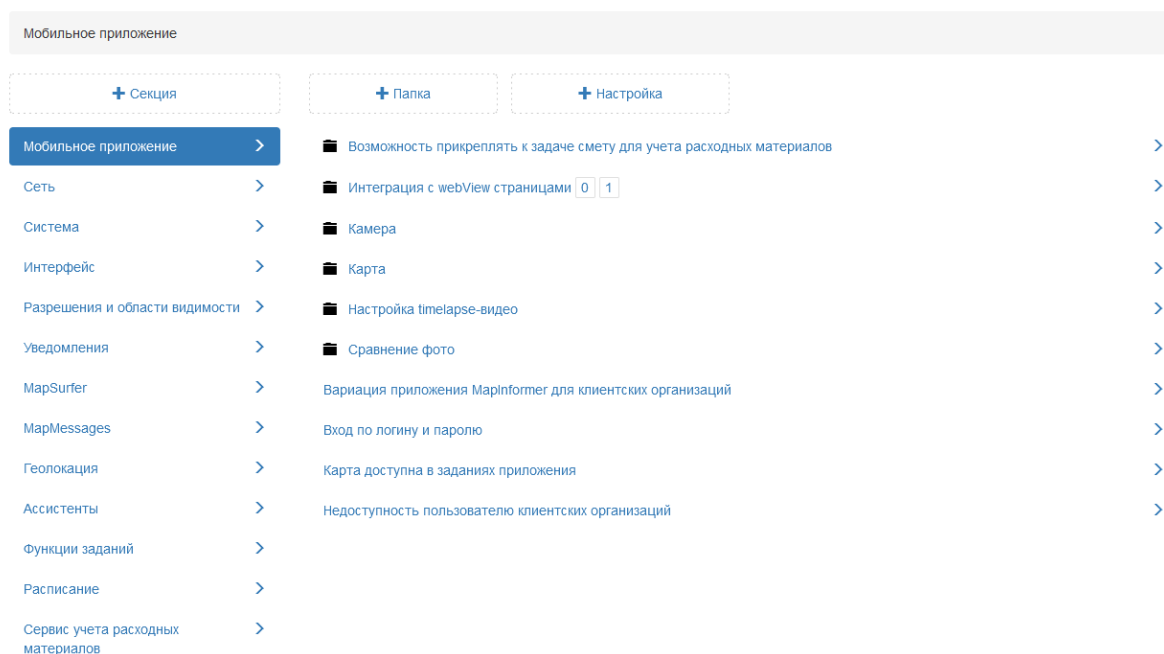 Мобильное приложение
Секция
Папка
Настройка
Мобильное приложение
Сеть
Система
Интерфейс
Разрешения и области видимости
Уведомления
MapSurfer
MapMessages
Геолокация
Ассистенты
Функции заданий
Расписание
Сервис учета расходных
материалов
Возможность прикреплять к задаче смету для учета расходных материалов
Интеграция с webView страницами 0 1
Камера
Карта
Настройка timelapse-видео
Сравнение фото
Вариация приложения MapInformer для клиентских организаций
Вход по логину и паролю
Карта доступна в заданиях приложения
Недоступность пользователю клиентских организаций